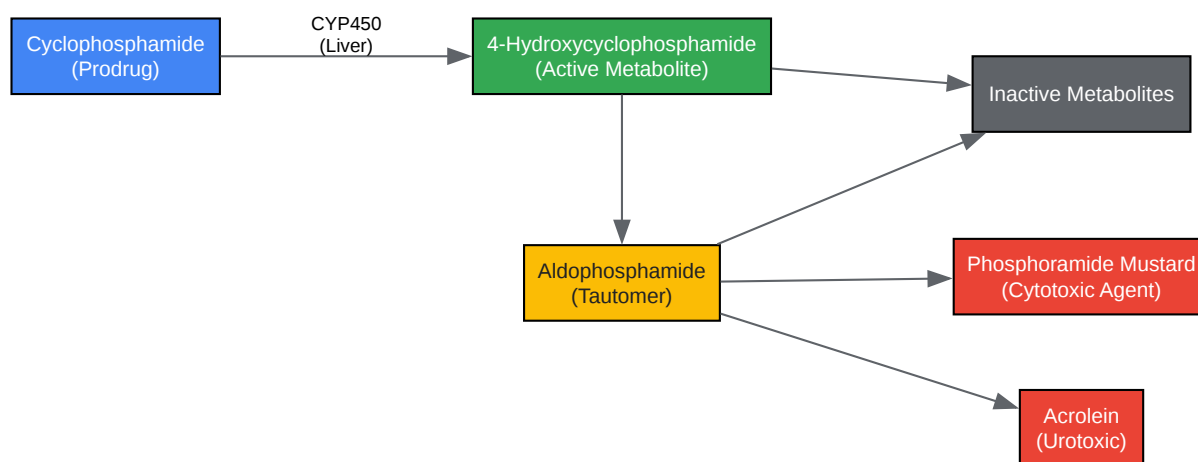 Cyclophosphamide
(Prodrug)
CYP450
(Liver)
4-Hydroxycyclophosphamide
(Active Metabolite)
Inactive Metabolites
Aldophosphamide
(Tautomer)
Phosphoramide Mustard
(Cytotoxic Agent)
Acrolein
(Urotoxic)